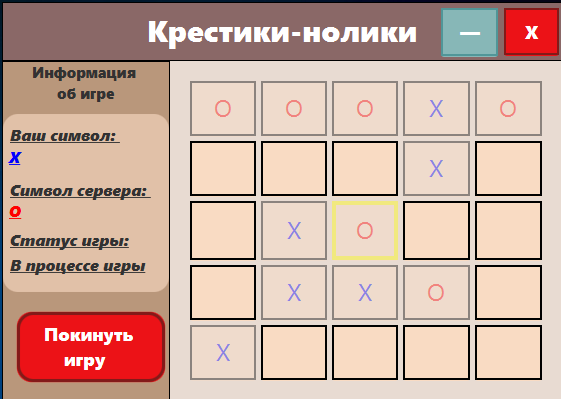 Крестики-нолики — X
Информация
об игре
Ваш символ:
X
Символ сервера:
O
Статус игры:
В процессе игры
Покинуть
игру
O O O X O
X
X O
X X O
X